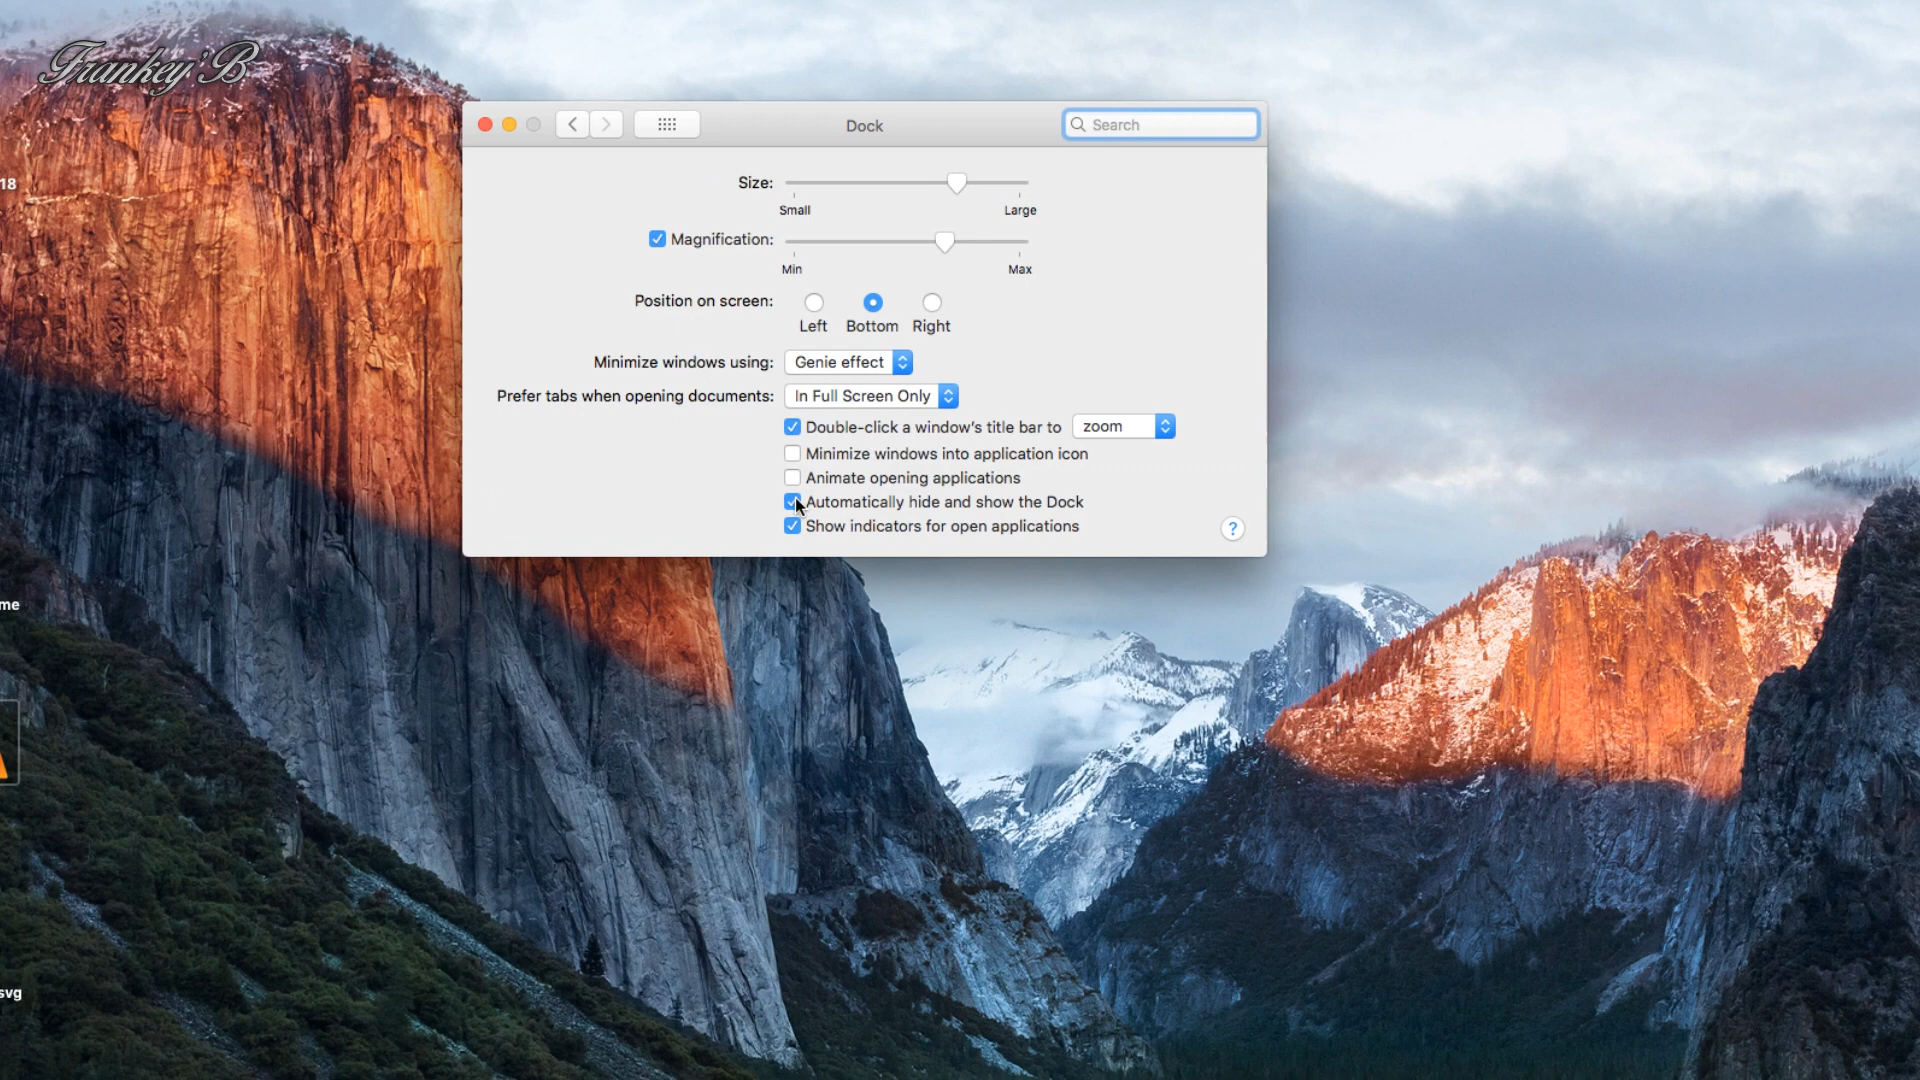 Frankey'B
Dock
Search
18
Size:
Small
Large
Magnification:
Min
Max
Position on screen:
Left
Bottom
Right
Minimize windows using:
Genie effect
Prefer tabs when opening documents:
In Full Screen Only
Double-click a window's title bar to
zoom
Minimize windows into application icon
Animate opening applications
Automatically hide and show the Dock
Show indicators for open applications
?
me
svg